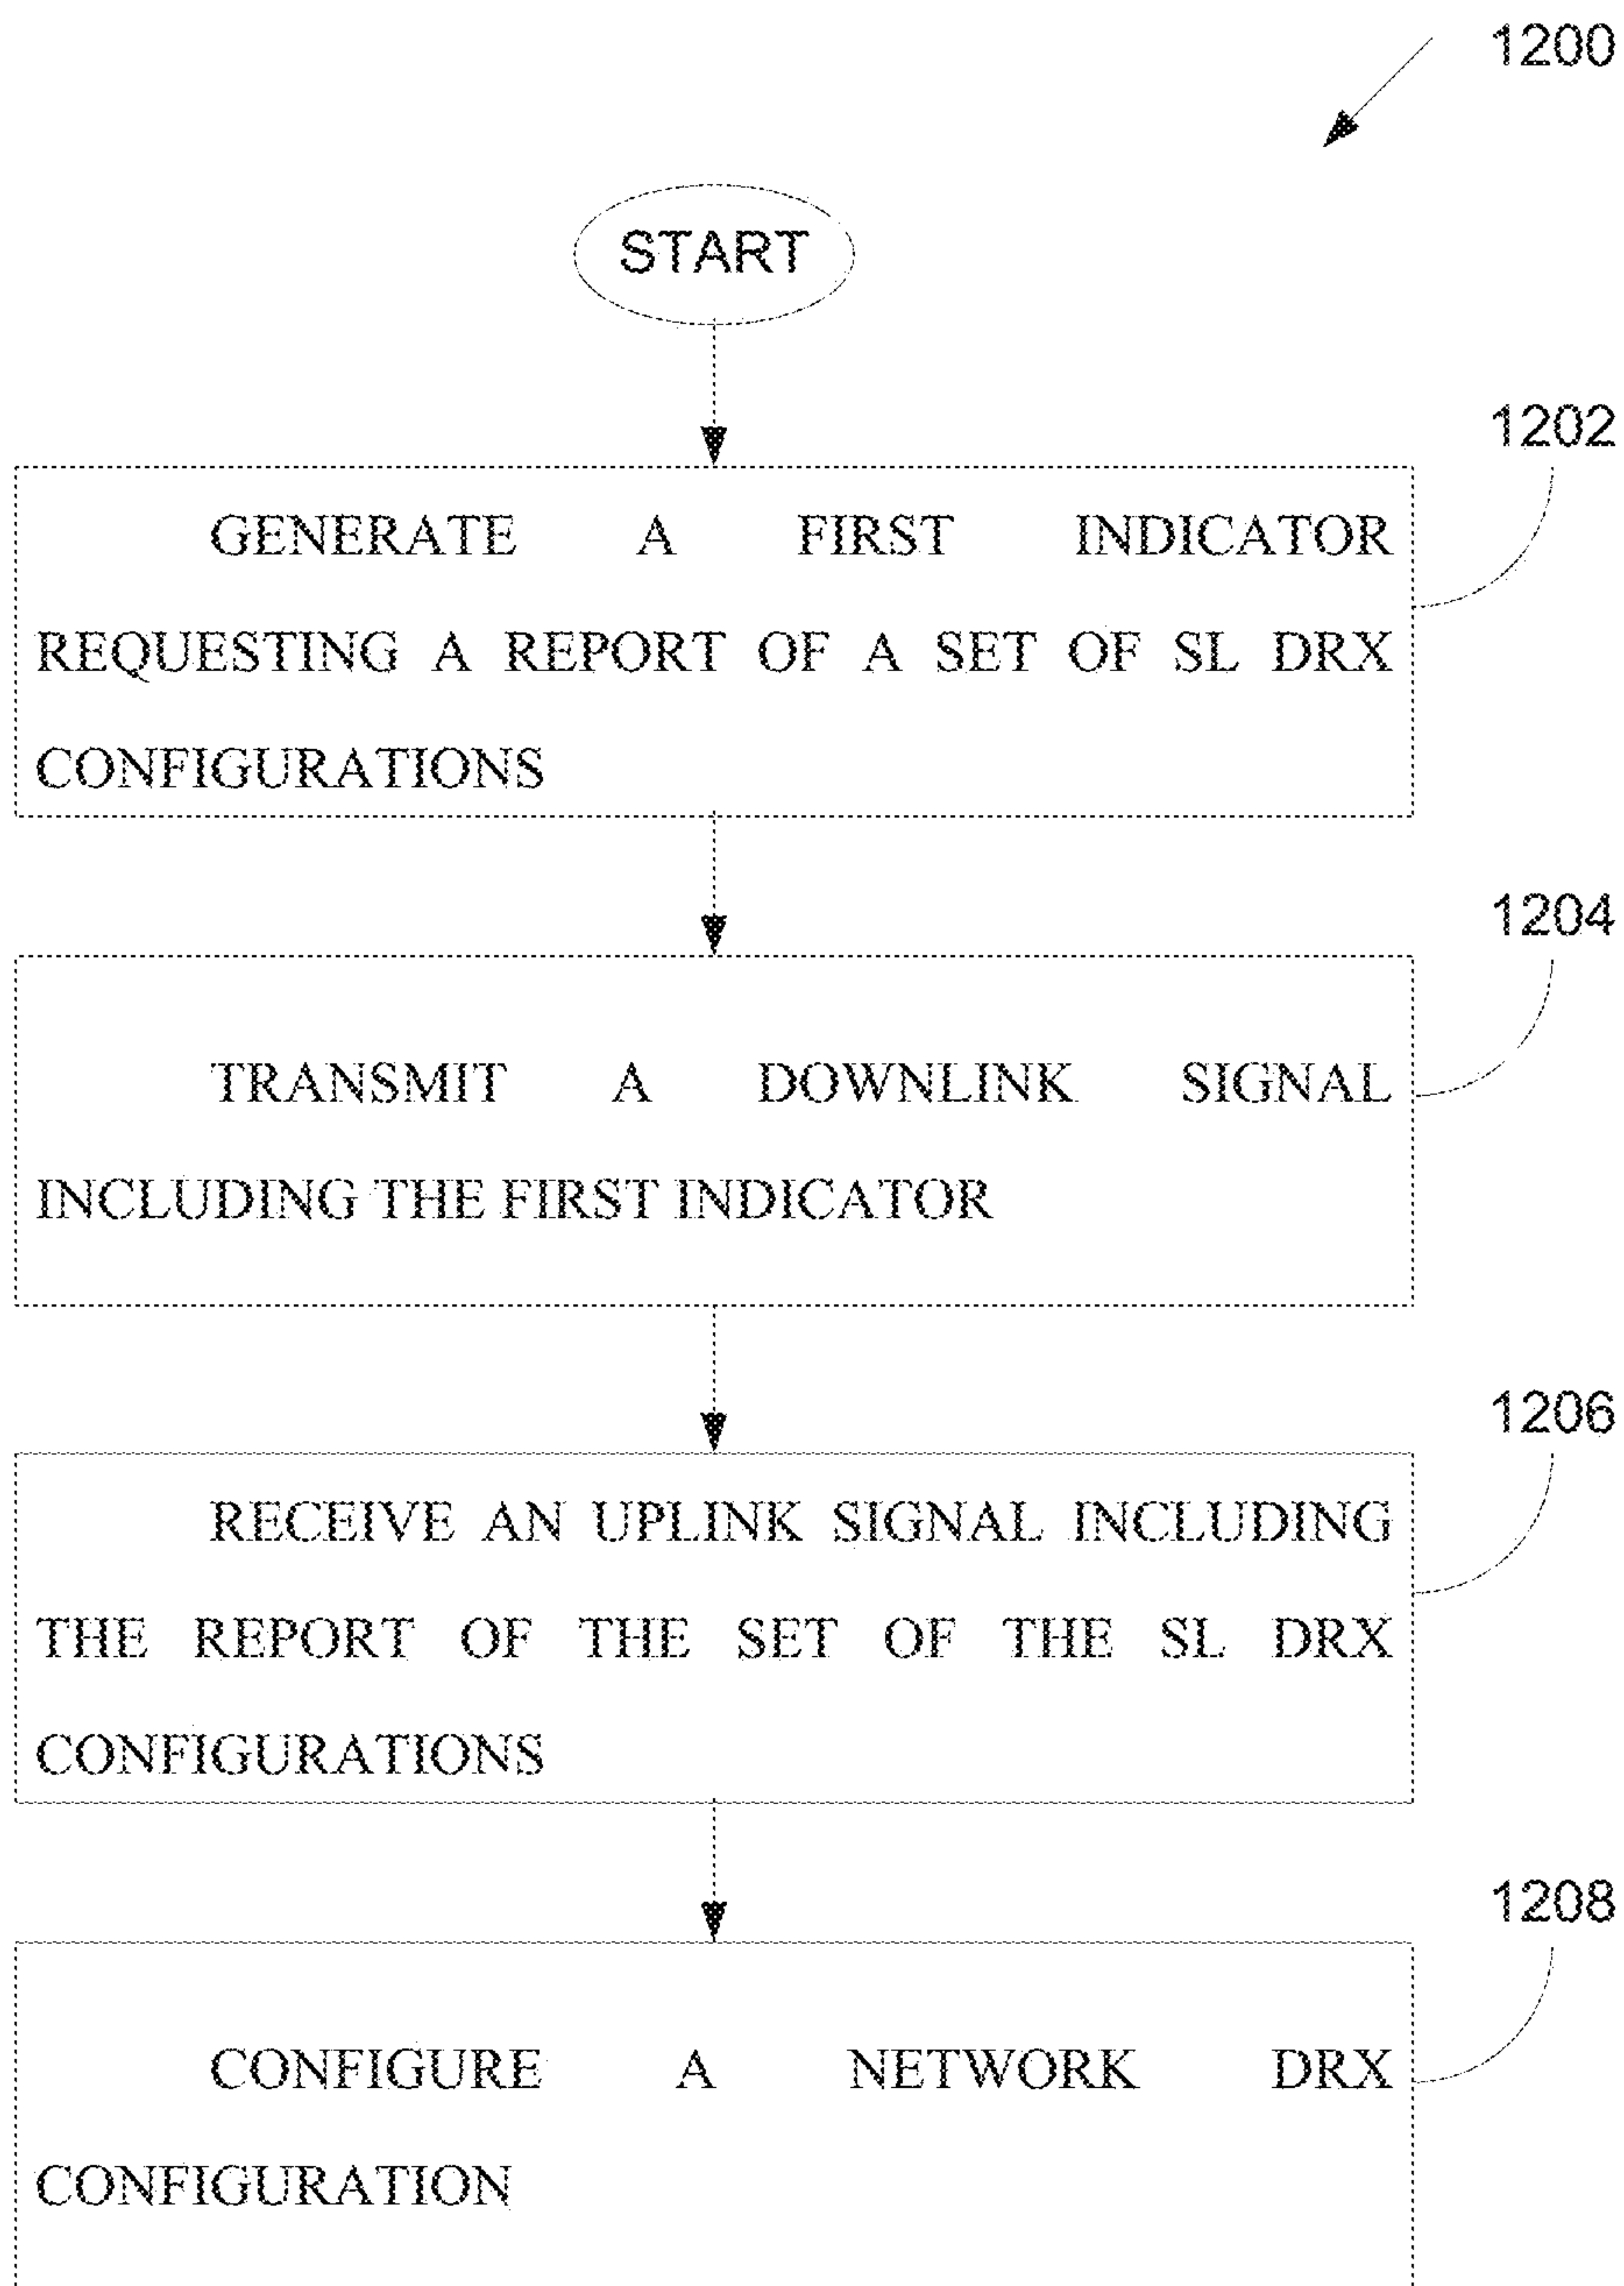 1200
START
1202
GENERATE A FIRST INDICATOR
REQUESTING A REPORT OF A SET OF SL DRX
CONFIGURATIONS
1204
TRANSMIT A DOWNLINK SIGNAL
INCLUDING THE FIRST INDICATOR
1206
RECEIVE AN UPLINK SIGNAL INCLUDING
THE REPORT OF THE SET OF THE SL DRX
CONFIGURATIONS
1208
CONFIGURE A NETWORK DRX
CONFIGURATION